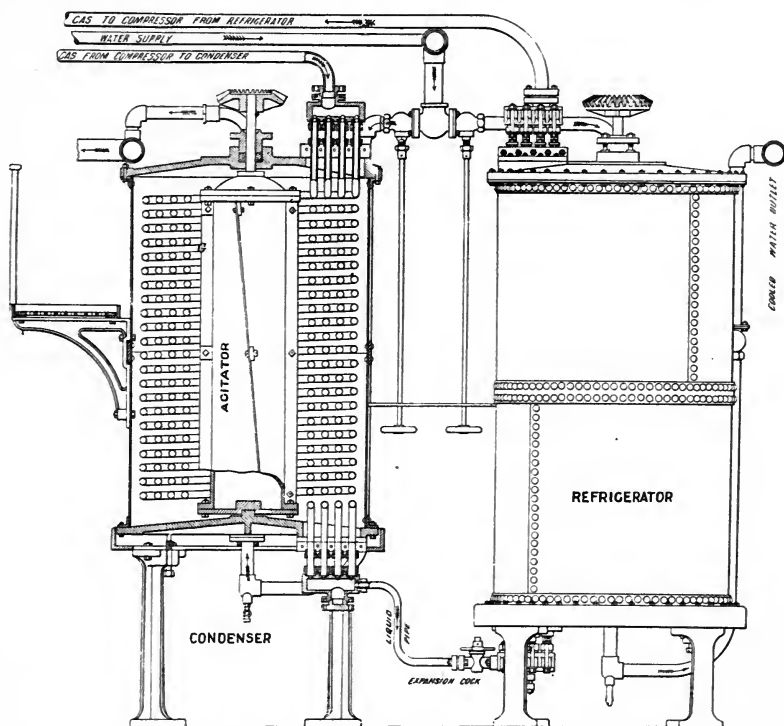 GAS TO COMPRESSOR FROM REFRIGERATOR
WATER SUPPLY
GAS FROM COMPRESSOR TO CONDENSER
COOLED WATER OUTLET
AGITATOR
REFRIGERATOR
CONDENSER
LIQUID
PIPE
EXPANSION COCK